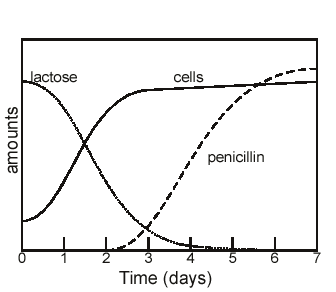 lactose
cells
penicillin
amounts
0 1 2 3 4 5 6 7
Time (days)